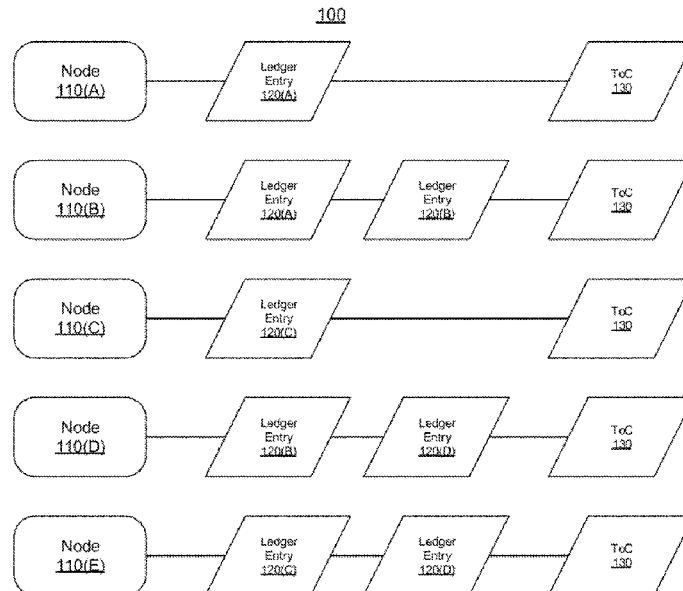 100
Node
110(A)
Ledger
Entry
120(A)
ToC
130
Node
110(B)
Ledger
Entry
120(A)
Ledger
Entry
120(B)
ToC
130
Node
110(C)
Ledger
Entry
120(C)
ToC
130
Node
110(D)
Ledger
Entry
120(B)
Ledger
Entry
120(D)
ToC
130
Node
110(E)
Ledger
Entry
120(C)
Ledger
Entry
120(D)
ToC
130